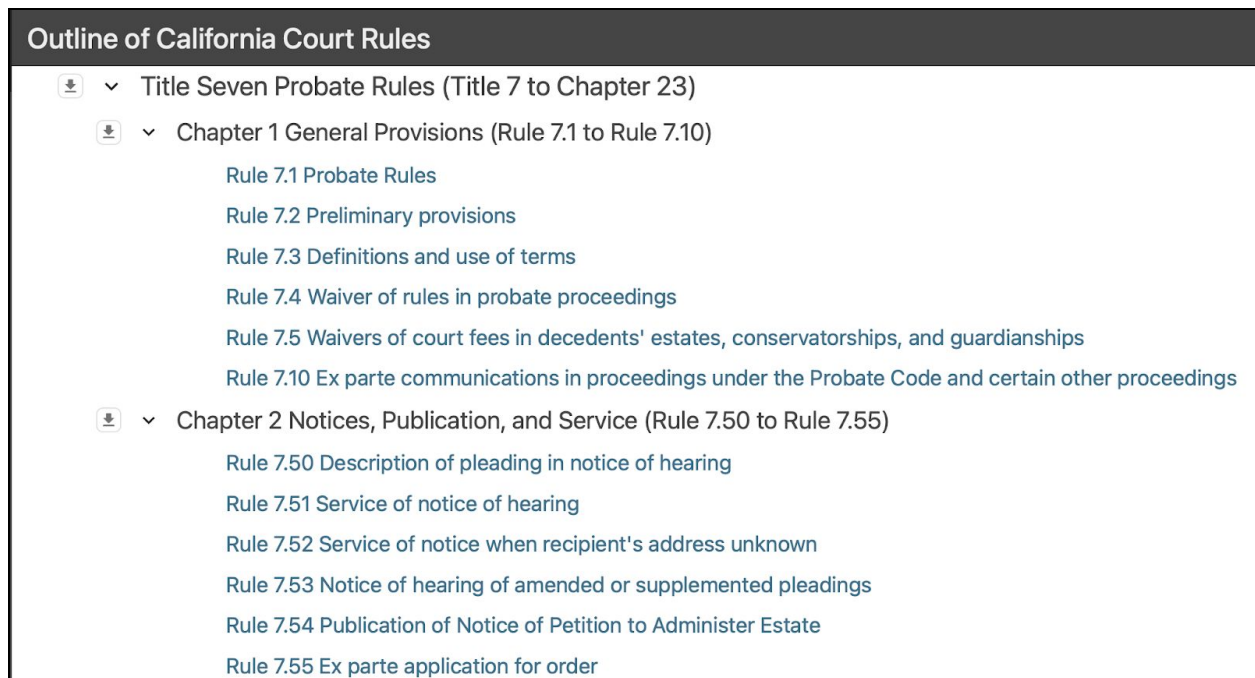 Outline of California Court Rules
Title Seven Probate Rules (Title 7 to Chapter 23)
Chapter 1 General Provisions (Rule 7.1 to Rule 7.10)
Rule 7.1 Probate Rules
Rule 7.2 Preliminary provisions
Rule 7.3 Definitions and use of terms
Rule 7.4 Waiver of rules in probate proceedings
Rule 7.5 Waivers of court fees in decedents' estates, conservatorships, and guardianships
Rule 7.10 Ex parte communications in proceedings under the Probate Code and certain other proceedings
Chapter 2 Notices, Publication, and Service (Rule 7.50 to Rule 7.55)
Rule 7.50 Description of pleading in notice of hearing
Rule 7.51 Service of notice of hearing
Rule 7.52 Service of notice when recipient's address unknown
Rule 7.53 Notice of hearing of amended or supplemented pleadings
Rule 7.54 Publication of Notice of Petition to Administer Estate
Rule 7.55 Ex parte application for order